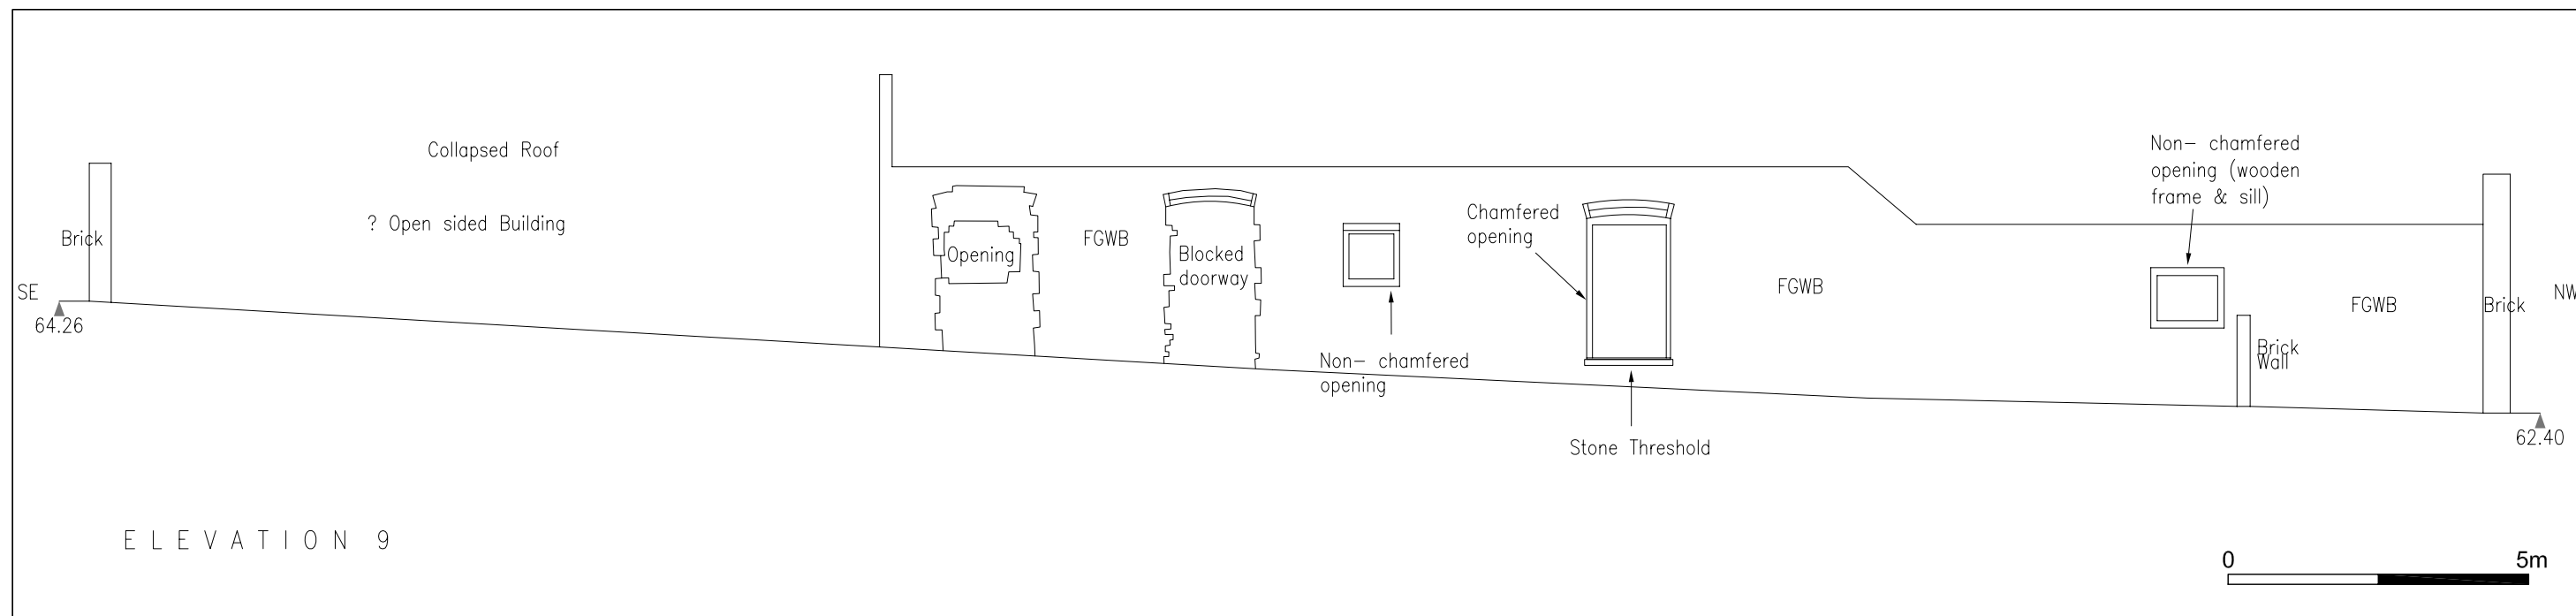 Collapsed Roof
? Open sided Building
Brick
SE
64.26
Opening
FGWB
Blocked
doorway
Non- chamfered
opening
Chamfered
opening
Stone Threshold
FGWB
Non- chamfered
opening (wooden
frame & sill)
Brick
Wall
FGWB
Brick
NW
62.40
ELEVATION 9
0 5m